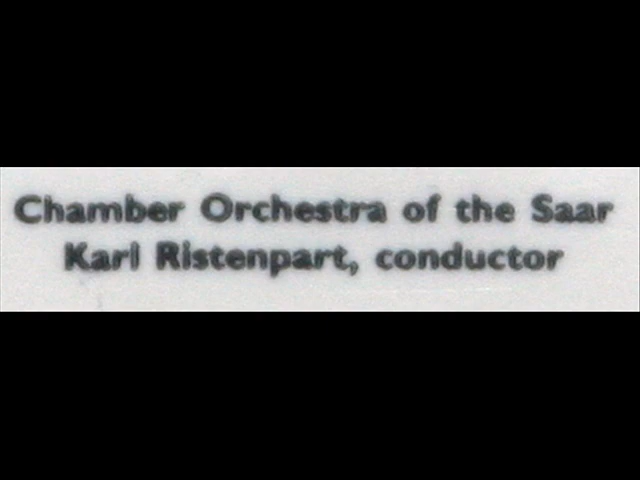 Chamber Orchestra of the Saar
Karl Ristenpart, conductor